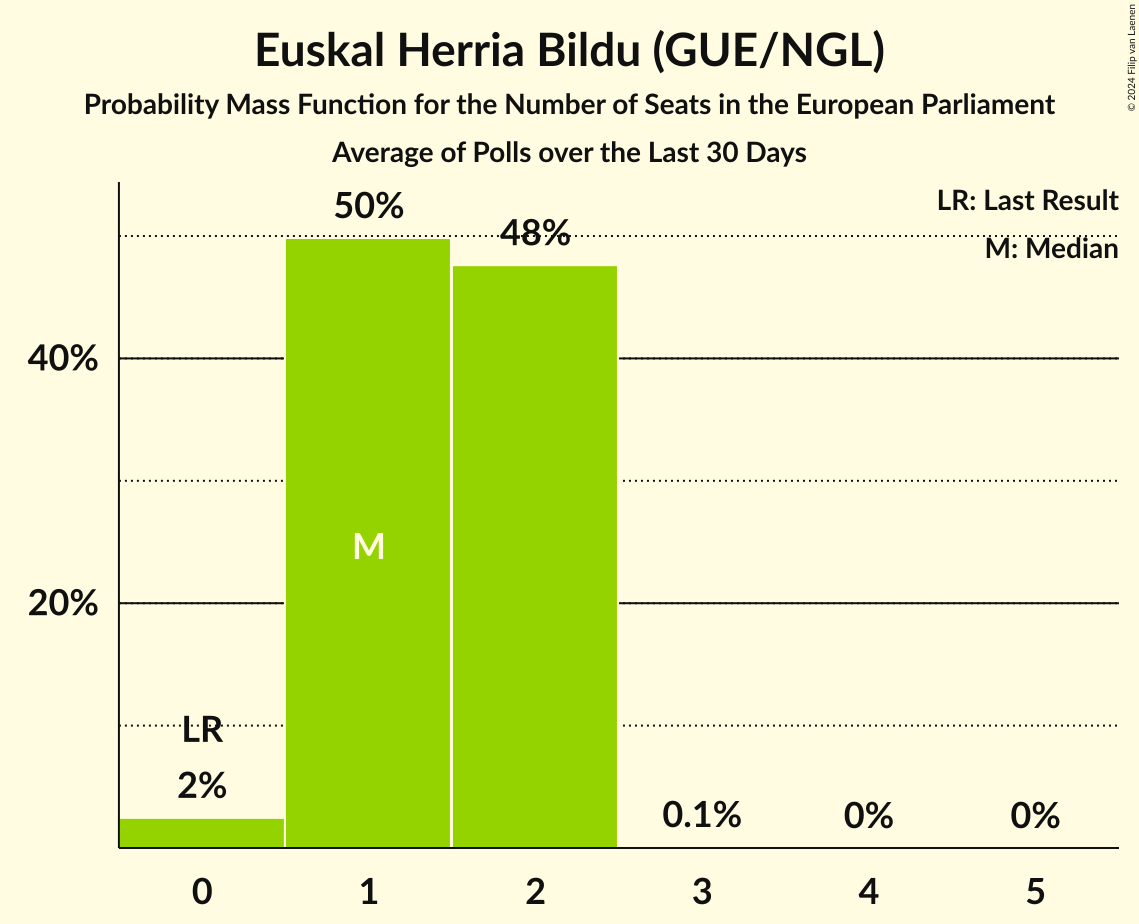 Euskal Herria Bildu (GUE/NGL)
Probability Mass Function for the Number of Seats in the European Parliament
Average of Polls over the Last 30 Days
© 2024 Filip van Laenen
LR: Last Result
M: Median
50%
48%
40%
M
20%
LR
2%
0.1%
0%
0%
0 1 2 3 4 5